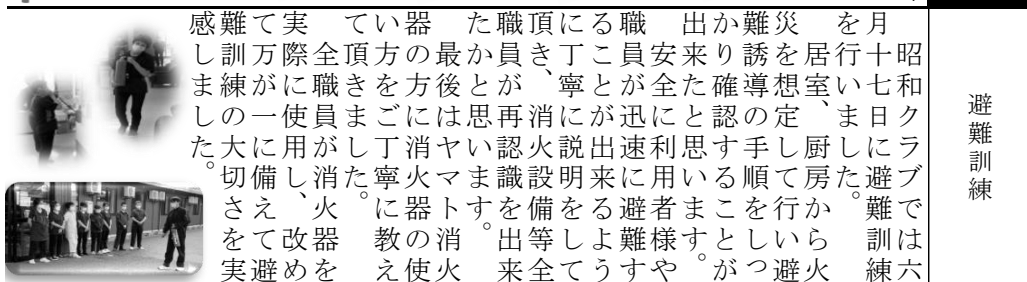 避難訓練
昭和クラブでは六
月十七日に避難訓練
を行いました。
居室、厨房から火
災を想定して行い避
難誘導の手順をしっ
かり確認することが
出来たと思います。
安全に利用者様や
職員が迅速に避難す
ることが出来るよう
に丁寧に説明をして
頂き、消火設備等全
職員が再認識を出来
たかと思います。
最後はヤマト消火
器の方に消火器の使
い方をご丁寧に教え
て頂きました。
全職員が消火器を
実際に使用し、改め
て万が一に備えて避
難訓練の大切さを実
感しました。